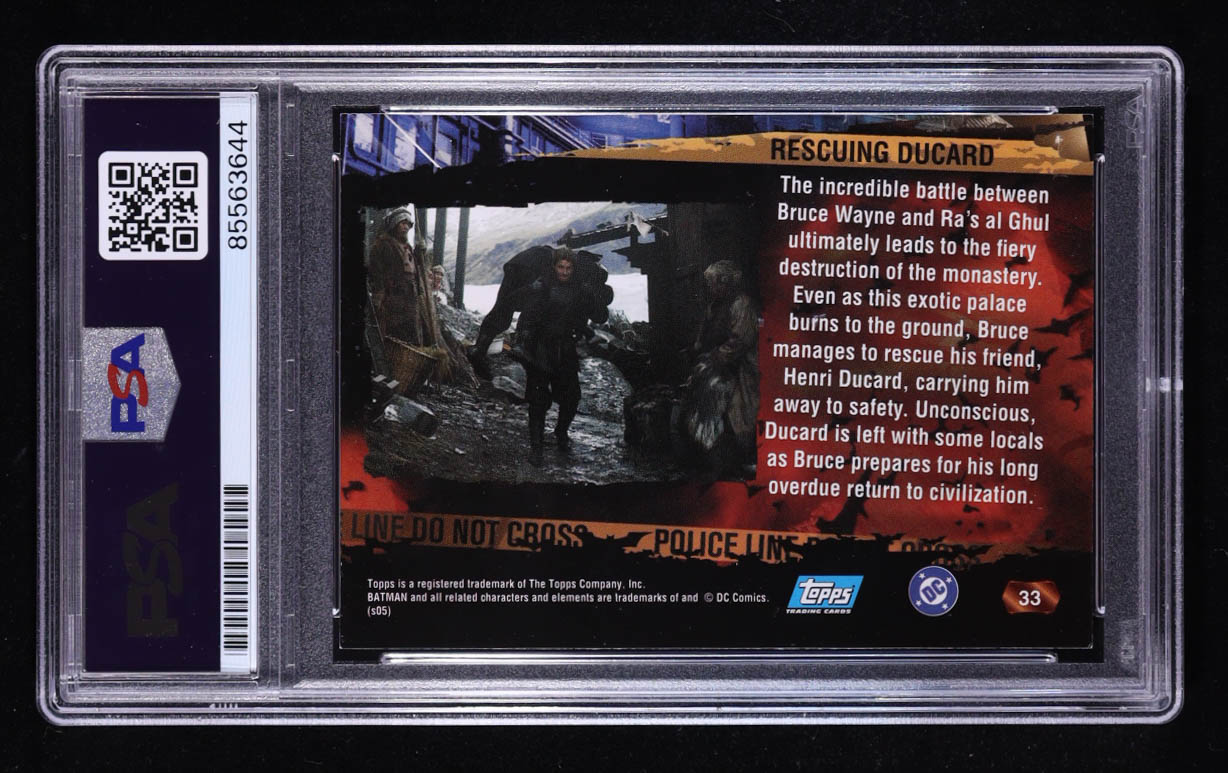 85563644
PSA
PSA
RESCUING DUCARD
The incredible battle between
Bruce Wayne and Ra's al Ghul
ultimately leads to the fiery
destruction of the monastery.
Even as this exotic palace
burns to the ground, Bruce
manages to rescue his friend,
Henri Ducard, carrying him
away to safety. Unconscious,
Ducard is left with some locals
as Bruce prepares for his long
overdue return to civilization.
LINE DO NOT CROSS POLICE LINE
Topps is a registered trademark of The Topps Company, Inc.
BATMAN and all related characters and elements are trademarks of and © DC Comics.
(s05)
Topps
TRADING CARDS
DC
33